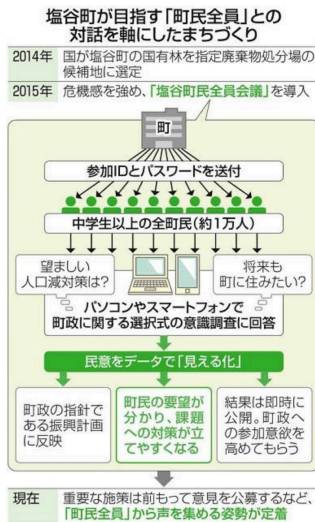 塩谷町が目指す「町民全員」との
対話を軸にしたまちづくり
2014年 国が塩谷町の国有林を指定廃棄物処分場の
候補地に選定
2015年 危機感を強め、「塩谷町民全員会議」を導入
町
参加IDとパスワードを送付
中学生以上の全町民(約1万人)
望ましい
人口減対策は?
将来も
町に住みたい?
パソコンやスマートフォンで
町政に関する選択式の意識調査に回答
民意をデータで「見える化」
町政の指針で
ある振興計画
に反映
町民の要望が
分かり、課題
への対策が立
てやすくなる
結果は即時に
公開。町政へ
の参加意欲を
高めてもらう
現在 重要な施策は前もって意見を公募するなど、
「町民全員」から声を集める姿勢が定着